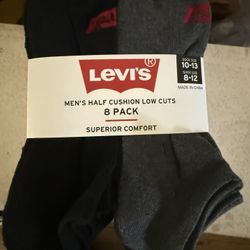 LEVI'S®
MEN'S HALF CUSHION LOW CUTS
8 PACK
SUPERIOR COMFORT
SOCK SIZE
10-13
SHOE SIZE
8-12
MADE IN CHINA